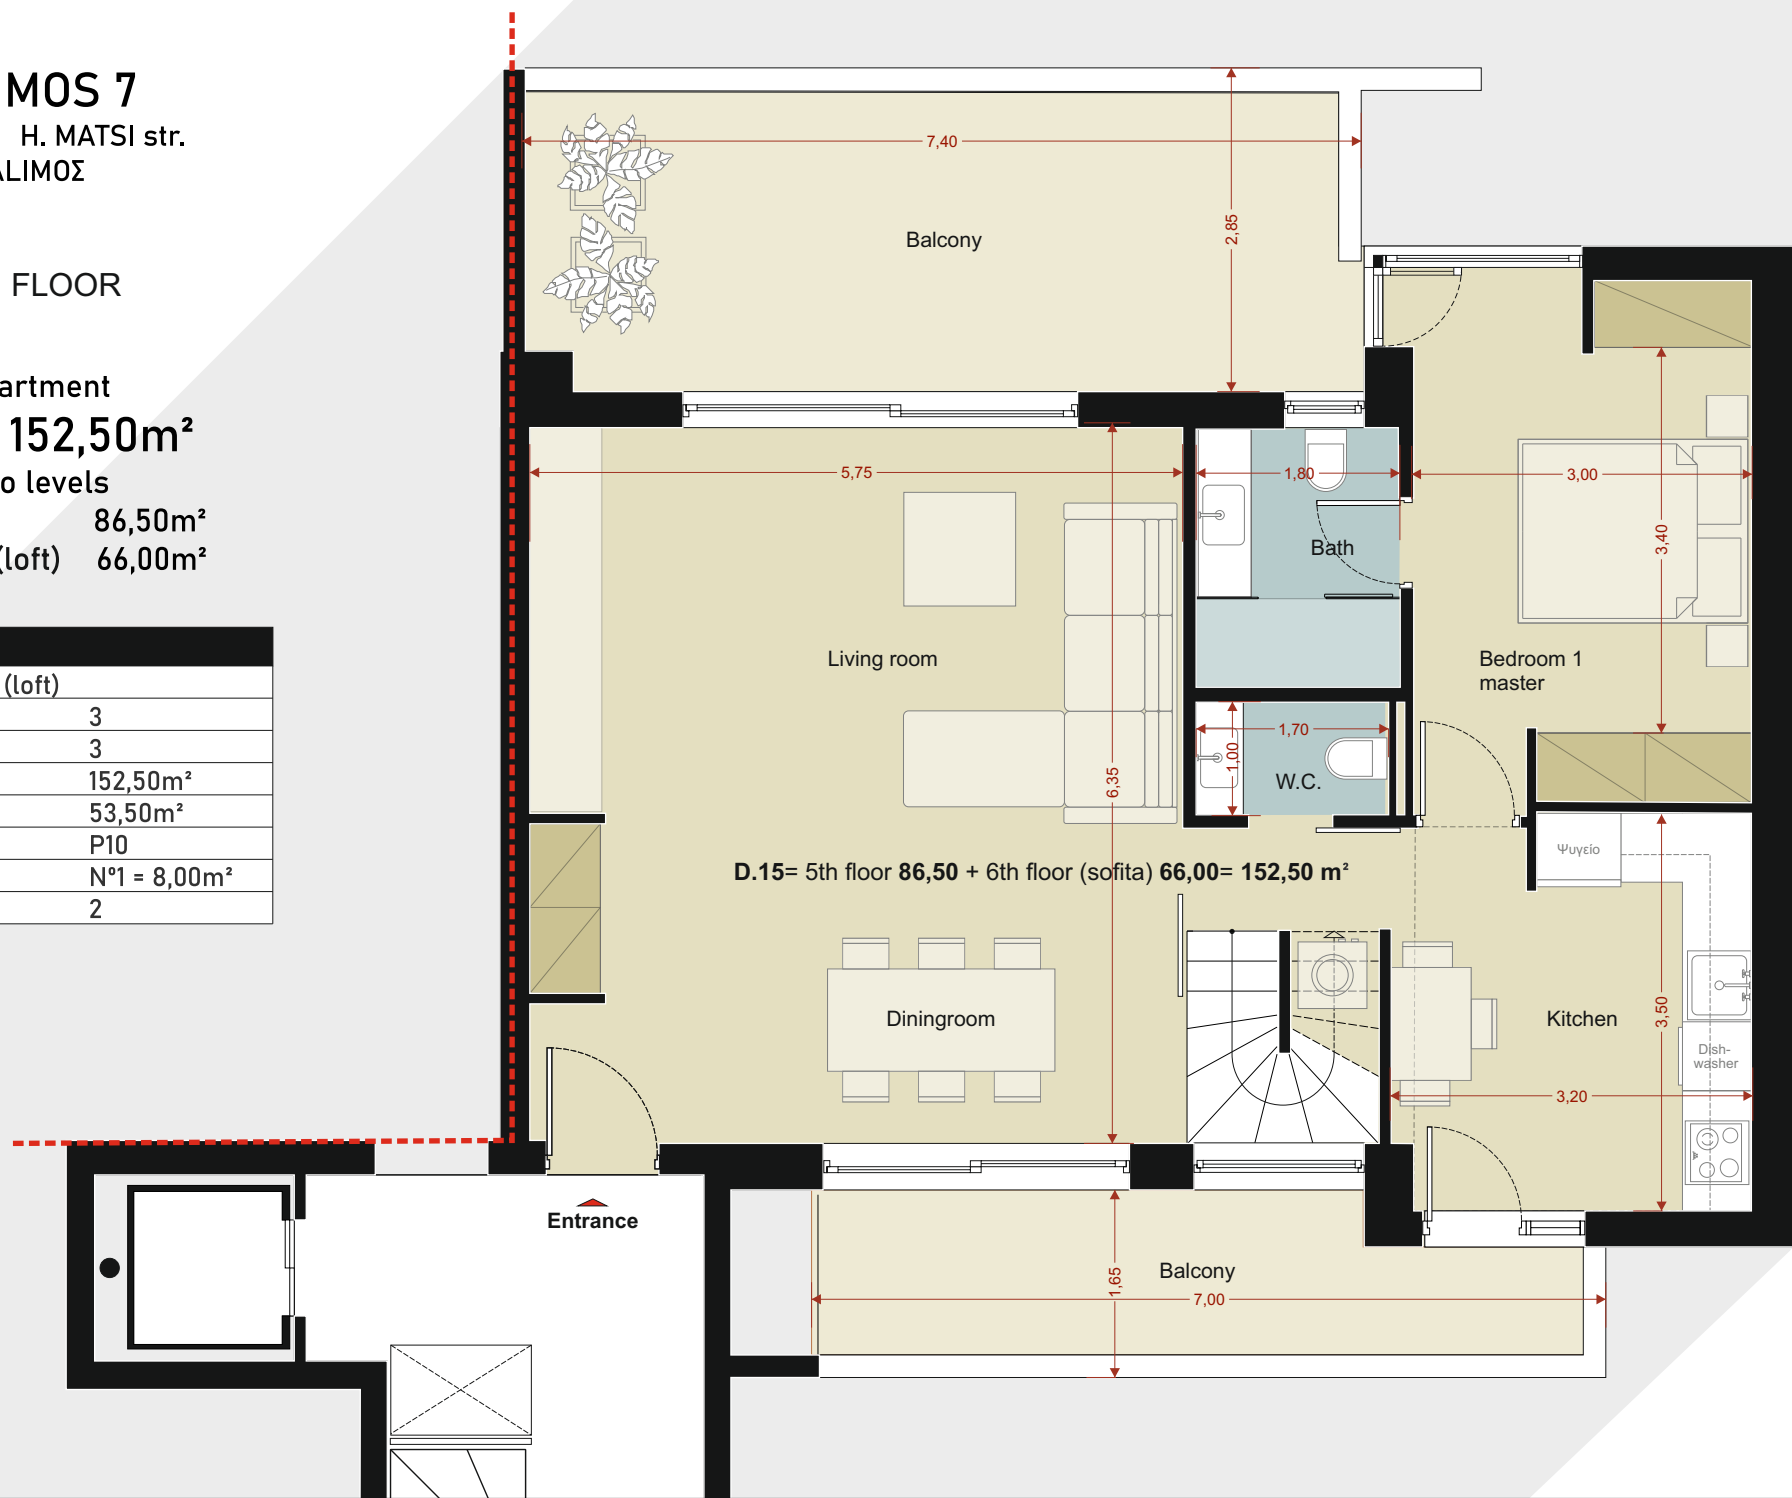 MOS 7
H. MATSI str.
ALIMOΣ
FLOOR
artment
152,50m²
o levels
86,50m²
(loft) 66,00m²
(loft)
3
3
152,50m²
53,50m²
P10
N°1 = 8,00m²
2
7,40
Balcony
2,85
5,75
1,80
3,00
Bath
3,40
Living room
Bedroom 1
master
1,70
1,00
W.C.
6,35
Ψυγείο
D.15= 5th floor 86,50 + 6th floor (sofita) 66,00= 152,50 m²
Diningroom
Kitchen
3,50
Dish-
washer
3,20
Entrance
Balcony
1,65
7,00